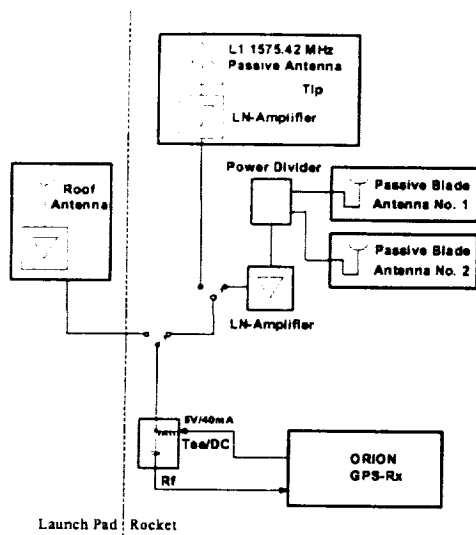 L1 1575.42 MHz
Passive Antenna
Tip
LN-Amplifier
Power Divider
Roof
Antenna
Passive Blade
Antenna No. 1
Passive Blade
Antenna No. 2
LN-Amplifier
5V/40mA
Tee/DC
Rf
ORION
GPS-Rx
Launch Pad Rocket